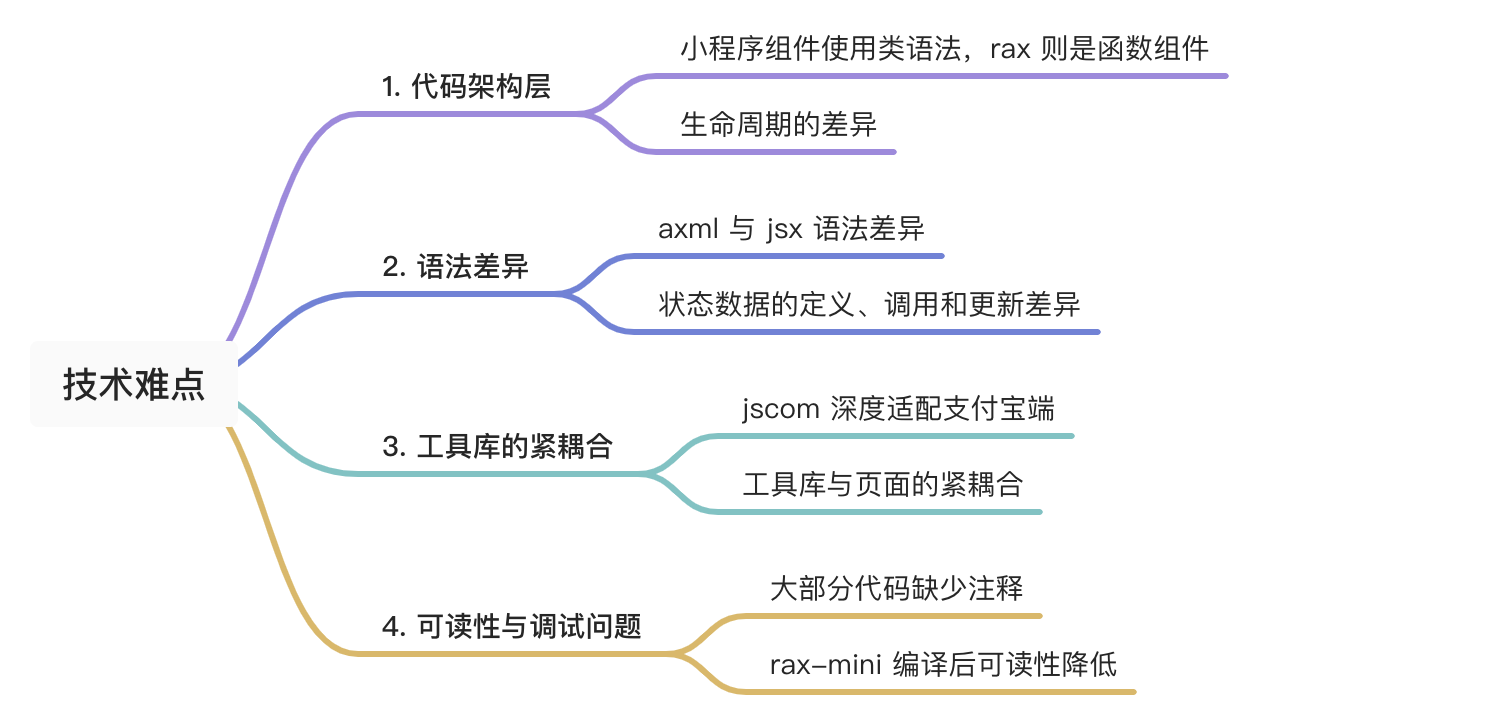 技术难点
1. 代码架构层
小程序组件使用类语法，rax 则是函数组件
生命周期的差异
2. 语法差异
axml 与 jsx 语法差异
状态数据的定义、调用和更新差异
3. 工具库的紧耦合
jscom 深度适配支付宝端
工具库与页面的紧耦合
4. 可读性与调试问题
大部分代码缺少注释
rax-mini 编译后可读性降低